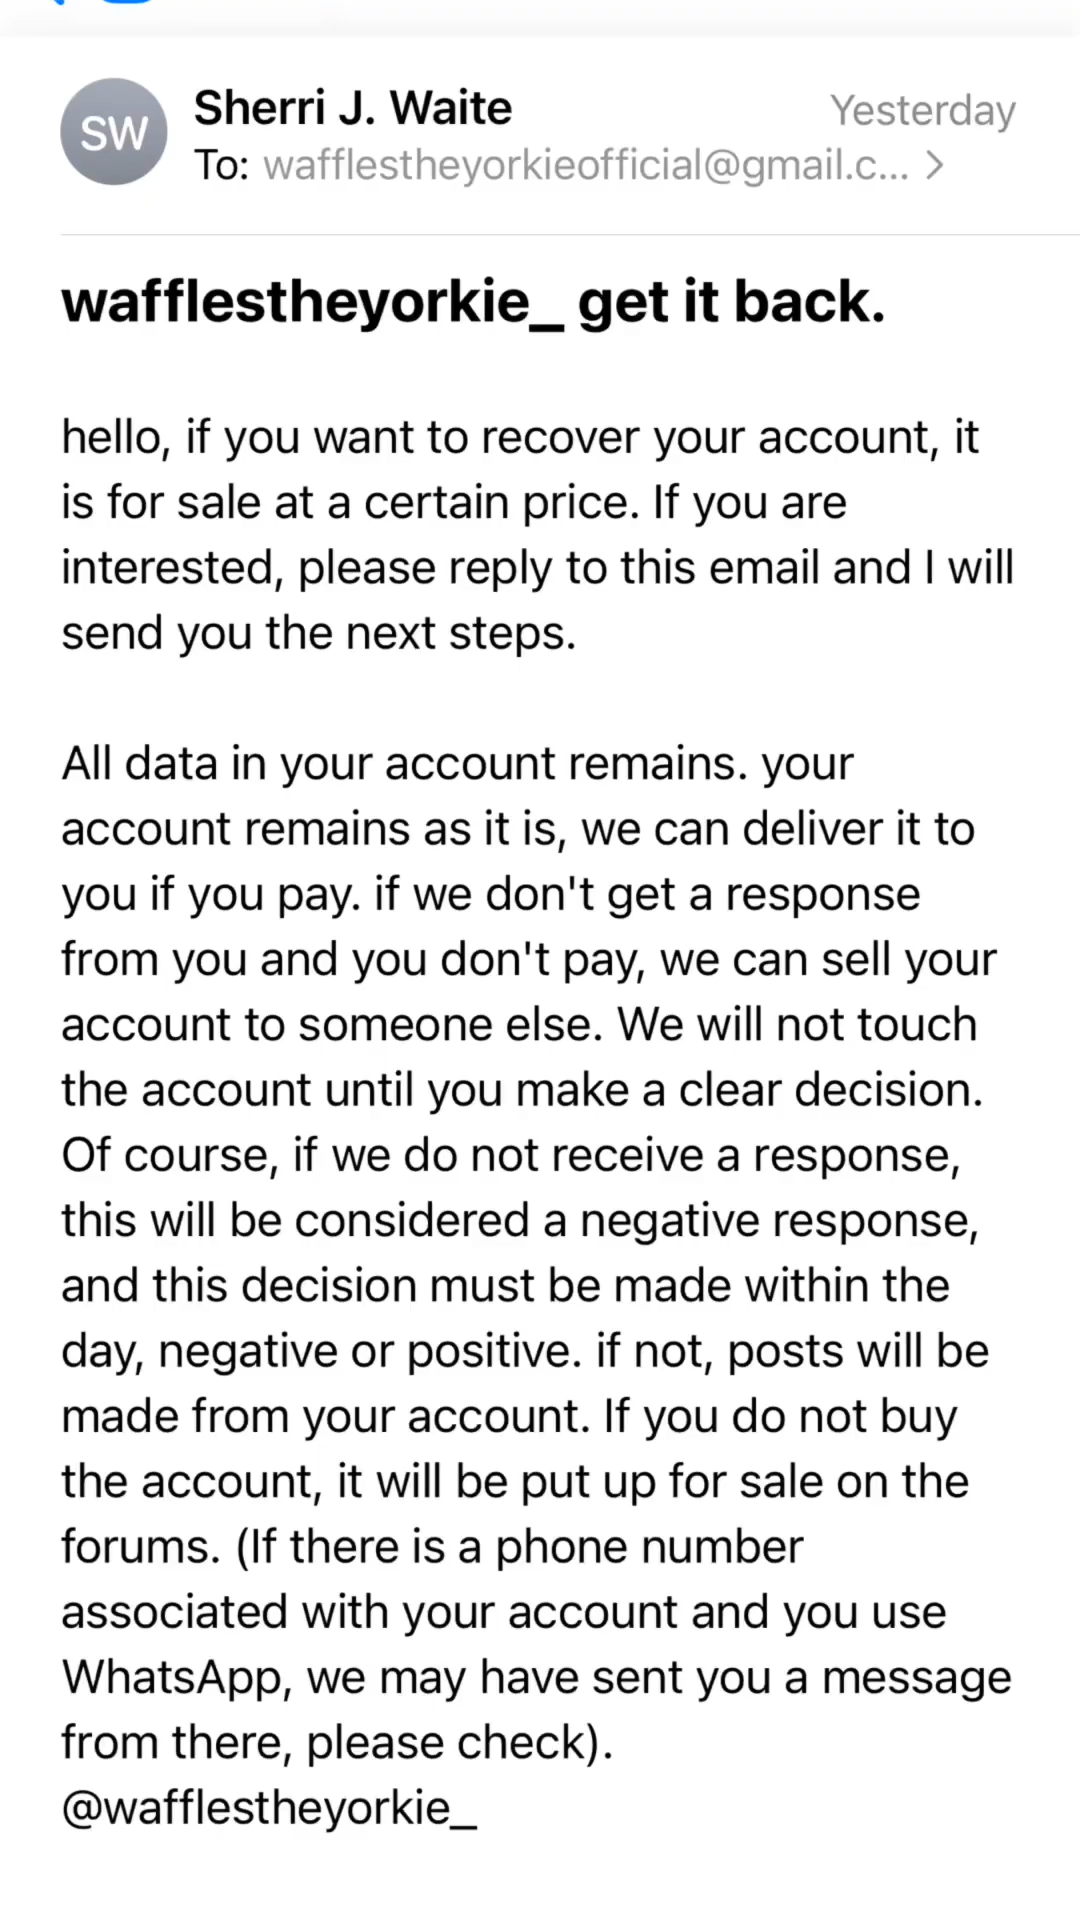 SW
Sherri J. Waite
Yesterday
To: wafflestheyorkieofficial@gmail.c...
wafflestheyorkie_ get it back.
hello, if you want to recover your account, it
is for sale at a certain price. If you are
interested, please reply to this email and I will
send you the next steps.
All data in your account remains. your
account remains as it is, we can deliver it to
you if you pay. if we don't get a response
from you and you don't pay, we can sell your
account to someone else. We will not touch
the account until you make a clear decision.
Of course, if we do not receive a response,
this will be considered a negative response,
and this decision must be made within the
day, negative or positive. if not, posts will be
made from your account. If you do not buy
the account, it will be put up for sale on the
forums. (If there is a phone number
associated with your account and you use
WhatsApp, we may have sent you a message
from there, please check).
@wafflestheyorkie_